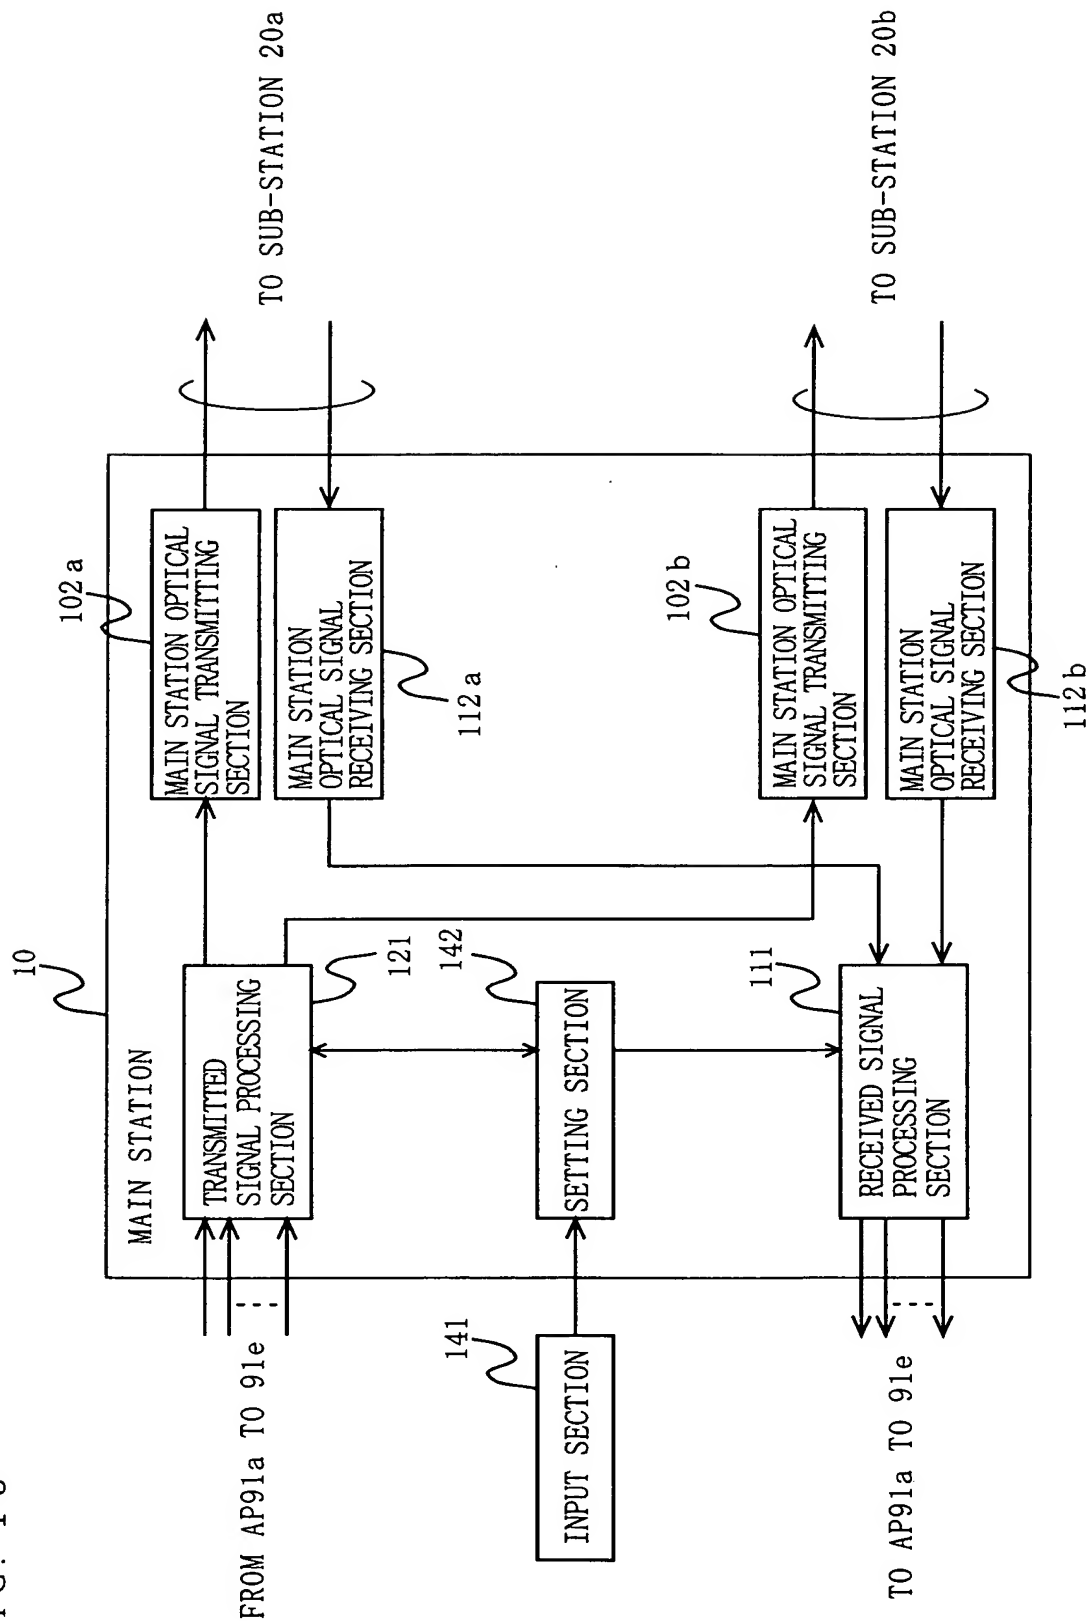 MAIN STATION
10
FROM AP91a TO 91e
TRANSMITTED
SIGNAL PROCESSING
SECTION
121
MAIN STATION OPTICAL
SIGNAL TRANSMITTING
SECTION
102a
MAIN STATION
OPTICAL SIGNAL
RECEIVING SECTION
112a
TO SUB-STATION 20a
INPUT SECTION
141
SETTING SECTION
142
TO AP91a TO 91e
RECEIVED SIGNAL
PROCESSING
SECTION
111
MAIN STATION OPTICAL
SIGNAL TRANSMITTING
SECTION
102b
MAIN STATION
OPTICAL SIGNAL
RECEIVING SECTION
112b
TO SUB-STATION 20b